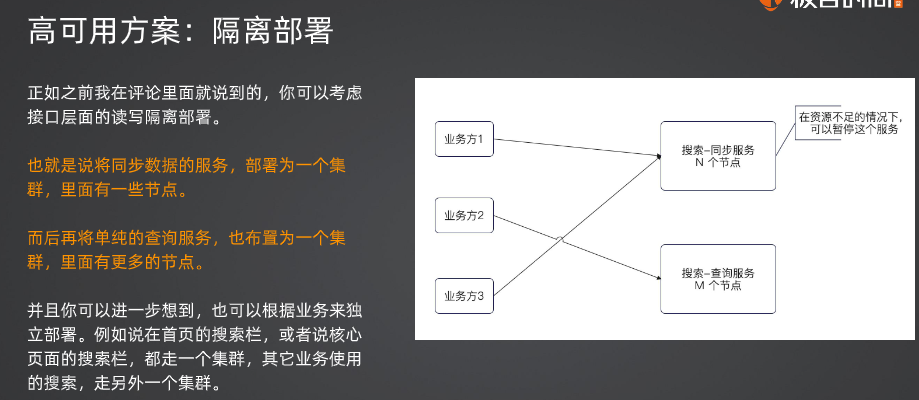 高可用方案：隔离部署
正如之前我在评论里面就说到的，你可以考虑
接口层面的读写隔离部署。
也就是说将同步数据的服务，部署为一个集
群，里面有一些节点。
而后再将单纯的查询服务，也布置为一个集
群，里面有更多的节点。
并且你可以进一步想到，也可以根据业务来独
立部署。例如说在首页的搜索栏，或者说核心
页面的搜索栏，都走一个集群，其它业务使用
的搜索，走另外一个集群。
业务方1
业务方2
业务方3
搜索-同步服务
N 个节点
搜索-查询服务
M 个节点
在资源不足的情况下，
可以暂停这个服务